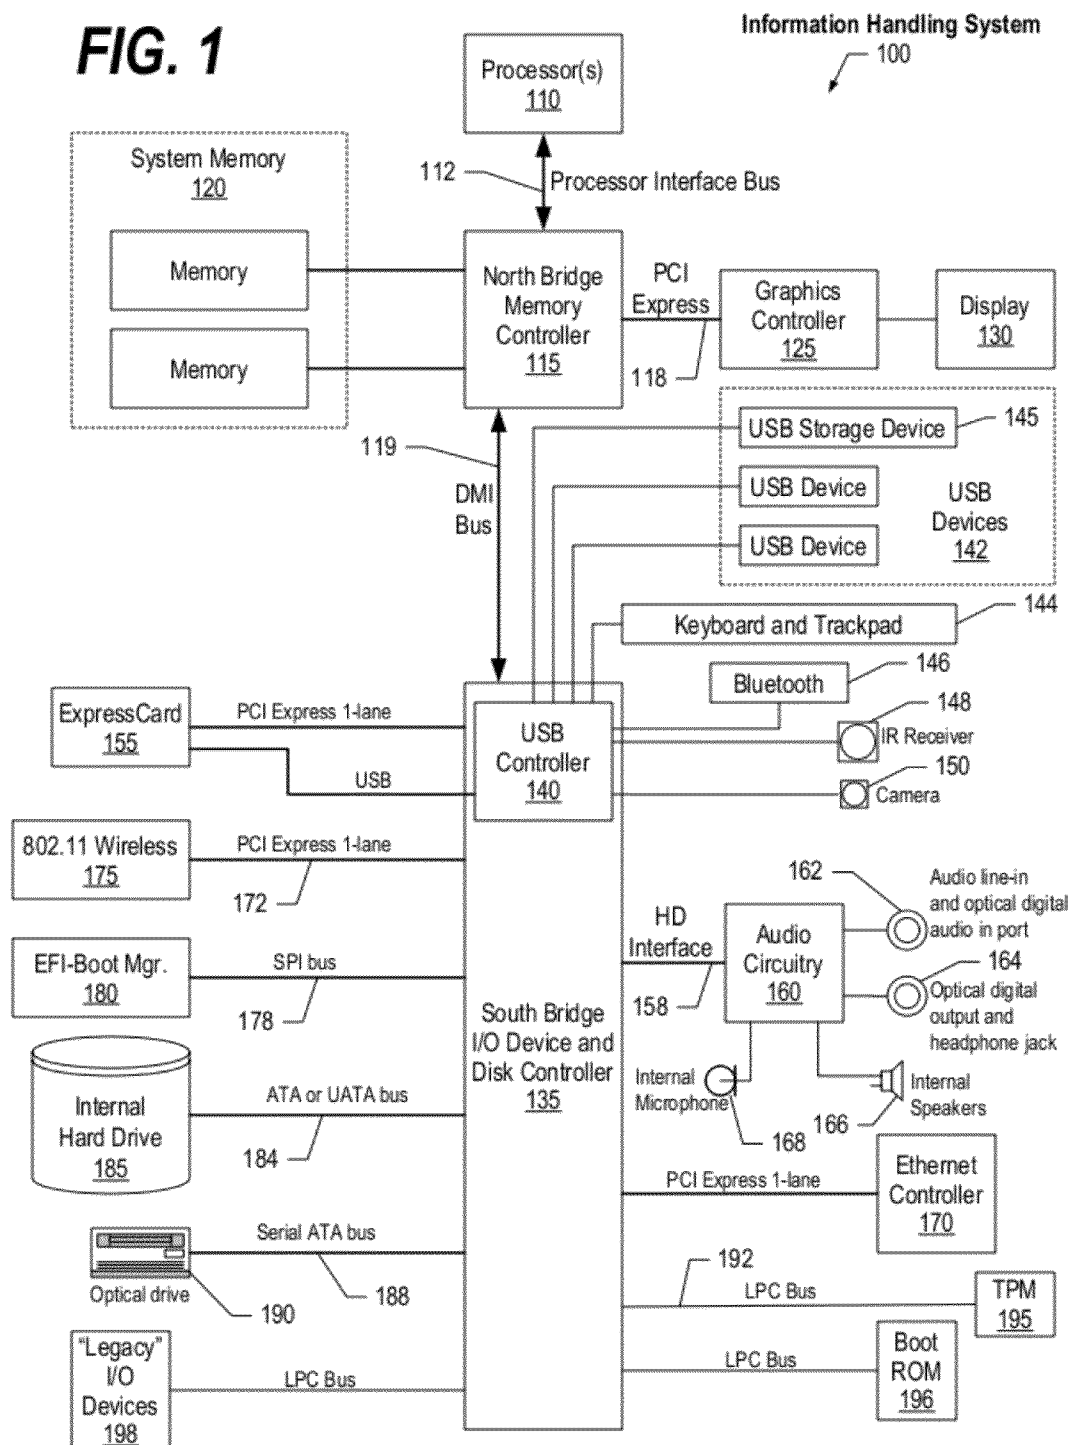 FIG. 1
Information Handling System
100
Processor(s)
110
112
Processor Interface Bus
System Memory
120
Memory
Memory
North Bridge
Memory
Controller
115
PCI
Express
118
Graphics
Controller
125
Display
130
119
DMI
Bus
USB Storage Device
145
USB Device
USB Device
USB
Devices
142
Keyboard and Trackpad
144
Bluetooth
146
148
IR Receiver
150
Camera
ExpressCard
155
PCI Express 1-lane
USB
USB
Controller
140
802.11 Wireless
175
PCI Express 1-lane
172
EFI-Boot Mgr.
180
SPI bus
178
Internal
Hard Drive
185
ATA or UATA bus
184
Optical drive
190
Serial ATA bus
188
"Legacy"
I/O
Devices
198
LPC Bus
South Bridge
I/O Device and
Disk Controller
135
HD
Interface
158
Audio
Circuitry
160
162
Audio line-in
and optical digital
audio in port
164
Optical digital
output and
headphone jack
Internal
Microphone
168
Internal
Speakers
166
PCI Express 1-lane
Ethernet
Controller
170
192
LPC Bus
TPM
195
LPC Bus
Boot
ROM
196